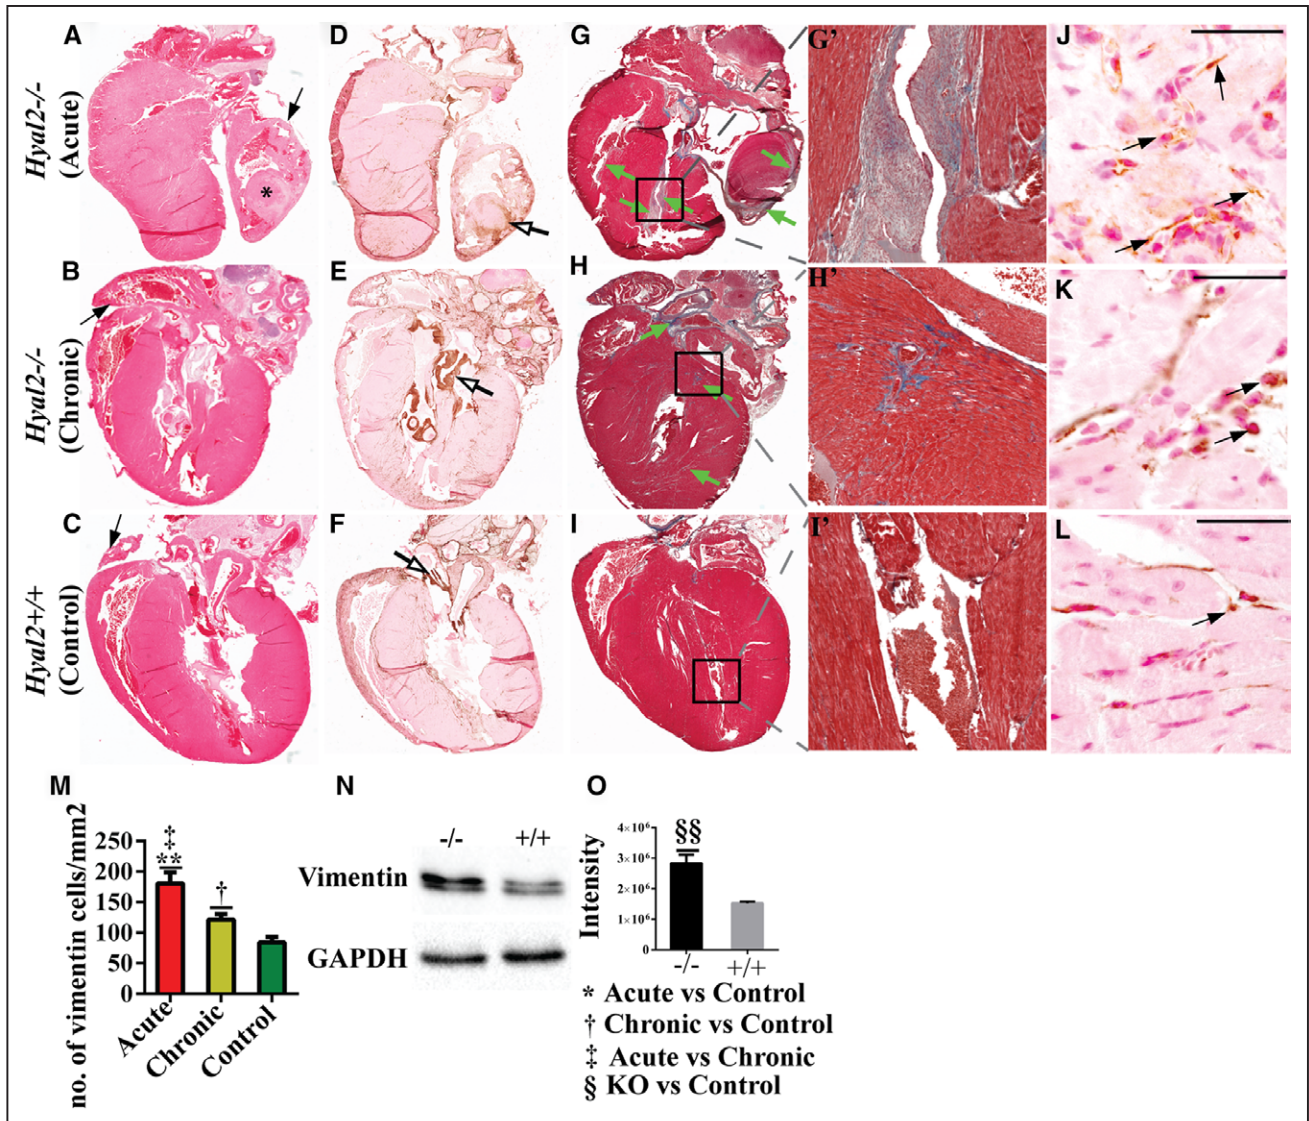 A
D
G
G'
J
Hyal2-/-
(Acute)
*
B
E
H
H'
K
Hyal2-/-
(Chronic)
C
F
I
I'
L
Hyal2+/+
(Control)
M
N
O
no. of vimentin cells/mm2
250
200
150
100
50
0
‡
**
†
Acute
Chronic
Control
-/- +/+
Vimentin
GAPDH
Intensity
4×10⁶
3×10⁶
2×10⁶
1×10⁶
0
§§
-/- +/+
* Acute vs Control
† Chronic vs Control
‡ Acute vs Chronic
§ KO vs Control